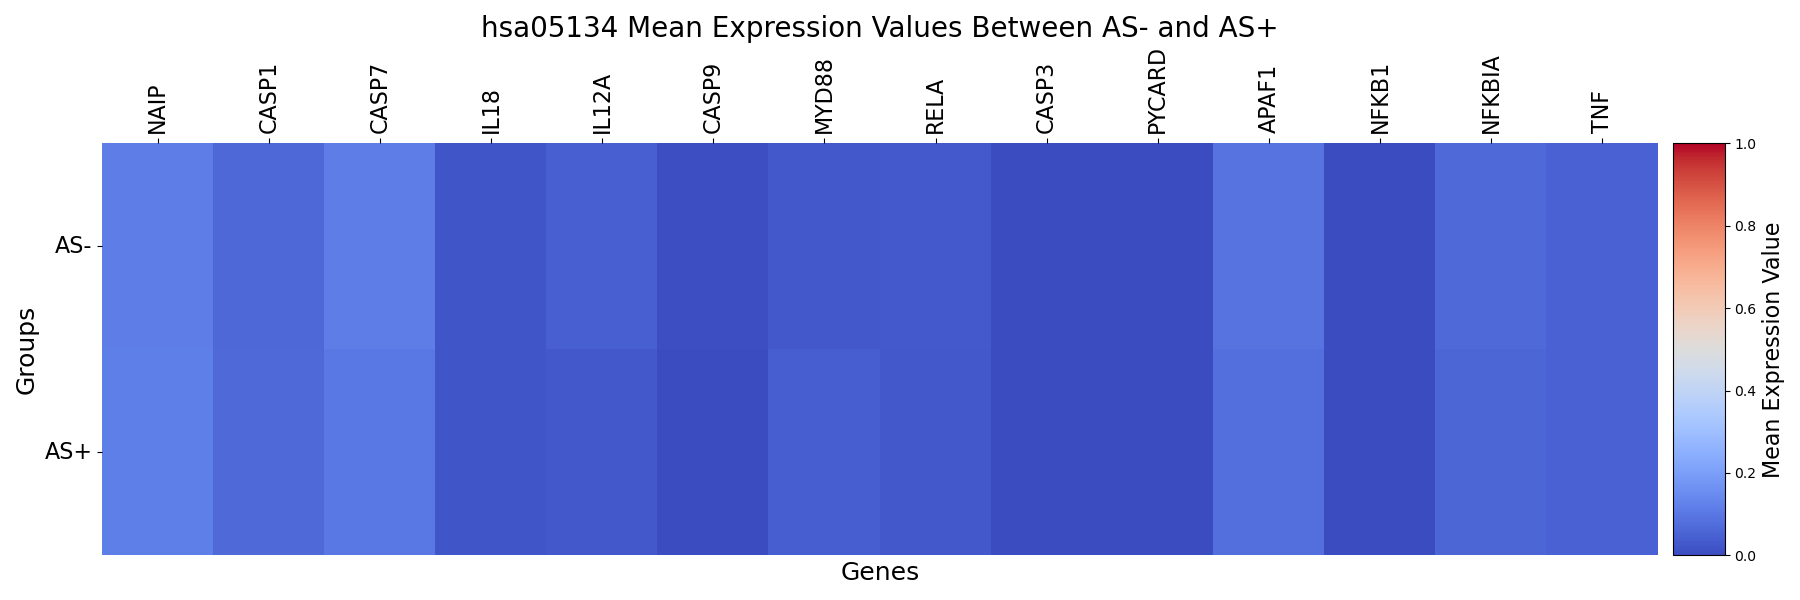 hsa05134 Mean Expression Values Between AS- and AS+
NAIP
CASP1
CASP7
IL18
IL12A
CASP9
MYD88
RELA
CASP3
PYCARD
APAF1
NFKB1
NFKBIA
TNF
AS-
AS+
Groups
Genes
1.0
0.8
0.6
0.4
0.2
0.0
Mean Expression Value